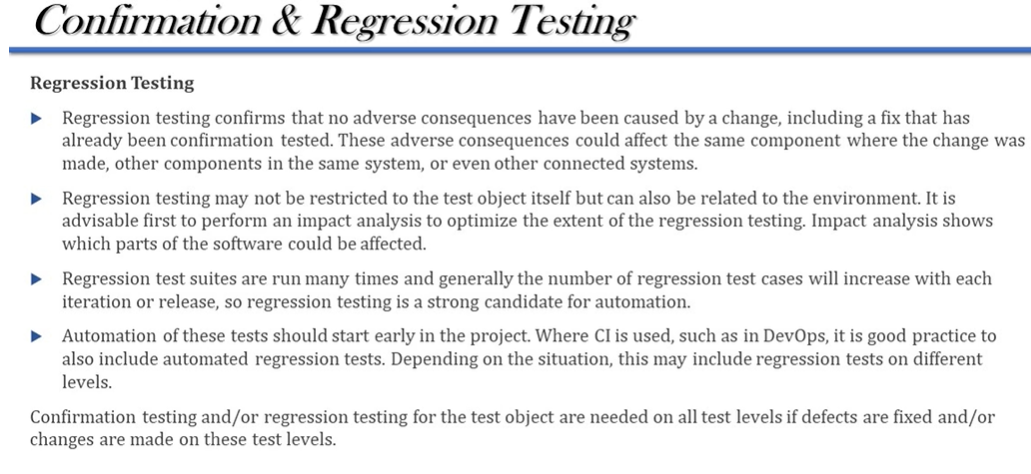 Confirmation & Regression Testing
Regression Testing
Regression testing confirms that no adverse consequences have been caused by a change, including a fix that has
already been confirmation tested. These adverse consequences could affect the same component where the change was
made, other components in the same system, or even other connected systems.
Regression testing may not be restricted to the test object itself but can also be related to the environment. It is
advisable first to perform an impact analysis to optimize the extent of the regression testing. Impact analysis shows
which parts of the software could be affected.
Regression test suites are run many times and generally the number of regression test cases will increase with each
iteration or release, so regression testing is a strong candidate for automation.
Automation of these tests should start early in the project. Where CI is used, such as in DevOps, it is good practice to
also include automated regression tests. Depending on the situation, this may include regression tests on different
levels.
Confirmation testing and/or regression testing for the test object are needed on all test levels if defects are fixed and/or
changes are made on these test levels.